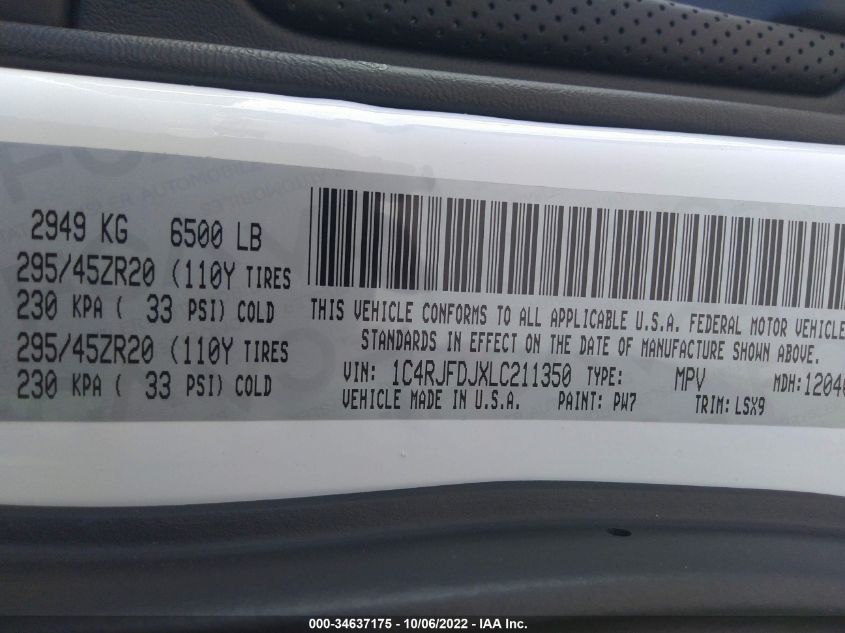 2949 KG 6500 LB
295/45ZR20 (110Y TIRES
230 KPA ( 33 PSI) COLD
295/45ZR20 (110Y TIRES
230 KPA ( 33 PSI) COLD
THIS VEHICLE CONFORMS TO ALL APPLICABLE U.S.A. FEDERAL MOTOR VEHICLE
STANDARDS IN EFFECT ON THE DATE OF MANUFACTURE SHOWN ABOVE.
VIN: 1C4RJFDJXLC211350 TYPE: MPV MDH:12040
VEHICLE MADE IN U.S.A. PAINT: PW7 TRIM: LSX9
000-34637175 - 10/06/2022 - IAA Inc.